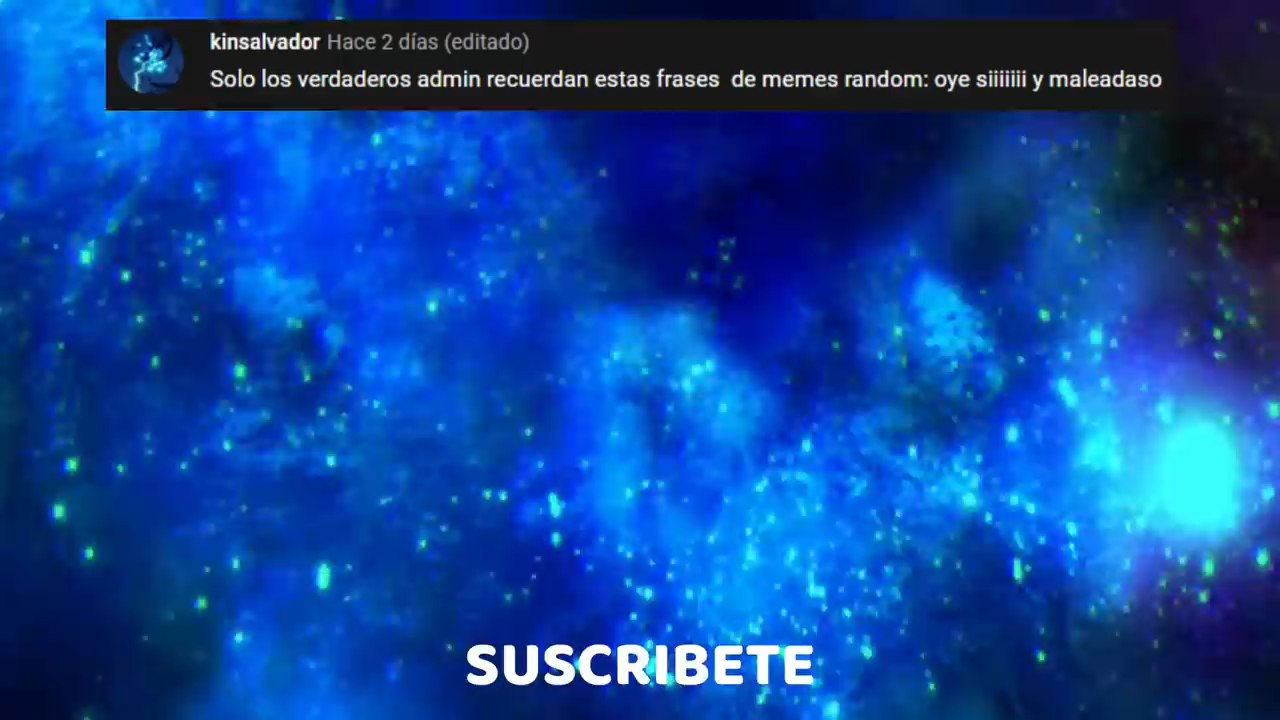 kinsalvador Hace 2 días (editado)
Solo los verdaderos admin recuerdan estas frases  de memes random: oye siiiiiii y maleadaso
SUSCRIBETE